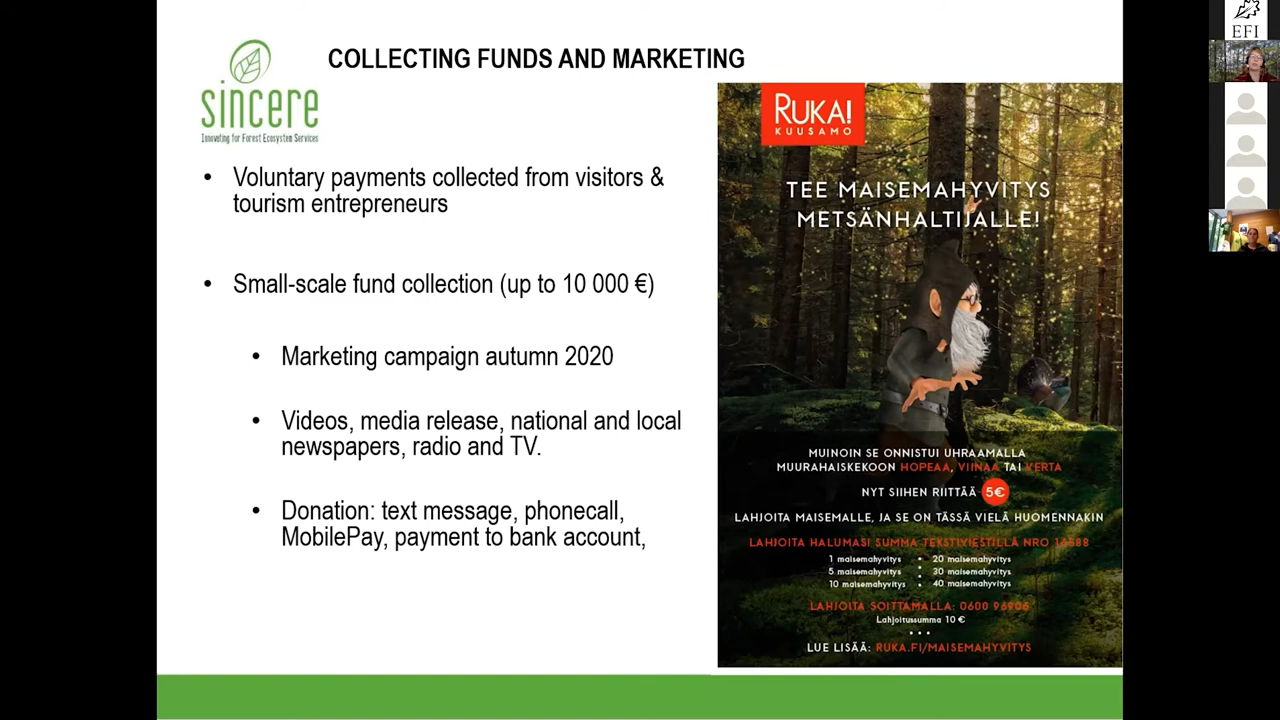 COLLECTING FUNDS AND MARKETING
sincere
Innovating for Forest Ecosystem Services
• Voluntary payments collected from visitors &
tourism entrepreneurs
• Small-scale fund collection (up to 10 000 €)
• Marketing campaign autumn 2020
• Videos, media release, national and local
newspapers, radio and TV.
• Donation: text message, phonecall,
MobilePay, payment to bank account,
RUKA!
KUUSAMO
TEE MAISEMAHYVITYS
METSÄNHALTIJALLE!
MUINOIN SE ONNISTUI UHRAAMALLA
MUURAHAISKEKOON HOPEAA, VIINAA TAI VERTA
NYT SIIHEN RIITTÄÄ 5€
LAHJOITA MAISEMALLE, JA SE ON TÄSSÄ VIELÄ HUOMENNAKIN
LAHJOITA HALUMASI SUMMA TEKSTIVIESTILLÄ NRO
1 maisemahyvitys • 20 maisemahyvitys
5 maisemahyvitys • 30 maisemahyvitys
10 maisemahyvitys • 40 maisemahyvitys
LAHJOITA SOITTAMALLA: 0600
Lahjoitussumma 10 €
• • •
LUE LISÄÄ: RUKA.FI/MAISEMAHYVITYS
EFI